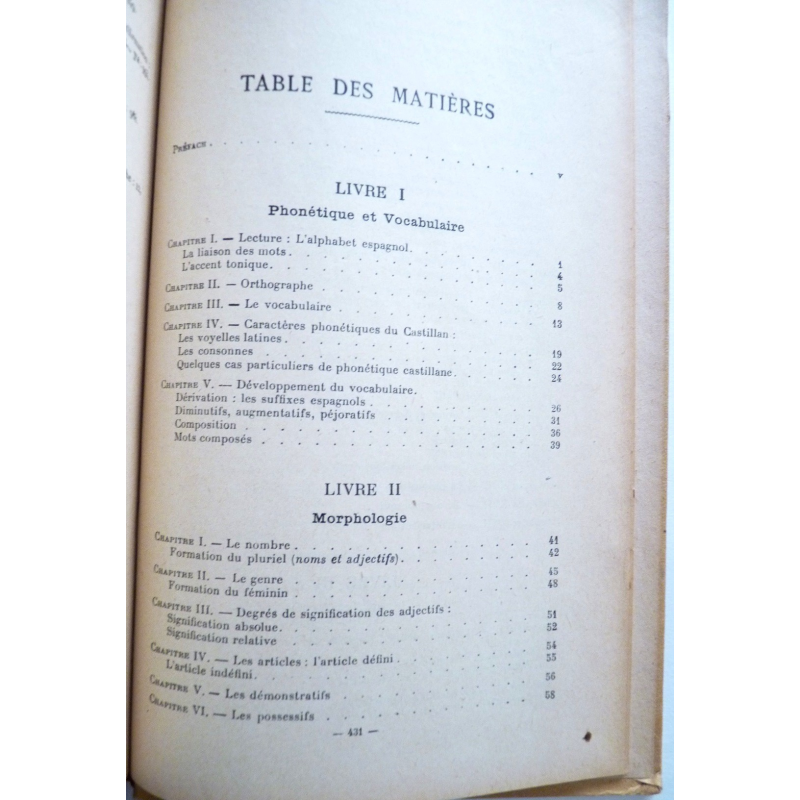 TABLE DES MATIÈRES
PRÉFACE . . . . . . . . . . . . . . . . v
LIVRE I
Phonétique et Vocabulaire
CHAPITRE I. — Lecture : L'alphabet espagnol. . . . . . . 1
La liaison des mots. . . . . . . . . . . . 4
L'accent tonique. . . . . . . . . . . . . 5
CHAPITRE II. — Orthographe . . . . . . . . . . 8
CHAPITRE III. — Le vocabulaire . . . . . . . . . 13
CHAPITRE IV. — Caractères phonétiques du Castillan :
Les voyelles latines. . . . . . . . . . . . 19
Les consonnes . . . . . . . . . . . . . 22
Quelques cas particuliers de phonétique castillane. . . . . 24
CHAPITRE V. — Développement du vocabulaire.
Dérivation : les suffixes espagnols . . . . . . . . 26
Diminutifs, augmentatifs, péjoratifs . . . . . . . . 31
Composition . . . . . . . . . . . . . 36
Mots composés . . . . . . . . . . . . . 39
LIVRE II
Morphologie
CHAPITRE I. — Le nombre . . . . . . . . . . . 41
Formation du pluriel (noms et adjectifs). . . . . . . 42
CHAPITRE II. — Le genre . . . . . . . . . . . 45
Formation du féminin . . . . . . . . . . . 48
CHAPITRE III. — Degrés de signification des adjectifs :
Signification absolue. . . . . . . . . . . . 51
Signification relative . . . . . . . . . . . 52
CHAPITRE IV. — Les articles : l'article défini . . . . . . 54
L'article indéfini . . . . . . . . . . . . 55
CHAPITRE V. — Les démonstratifs . . . . . . . . . 56
CHAPITRE VI. — Les possessifs . . . . . . . . . 58
— 431 —